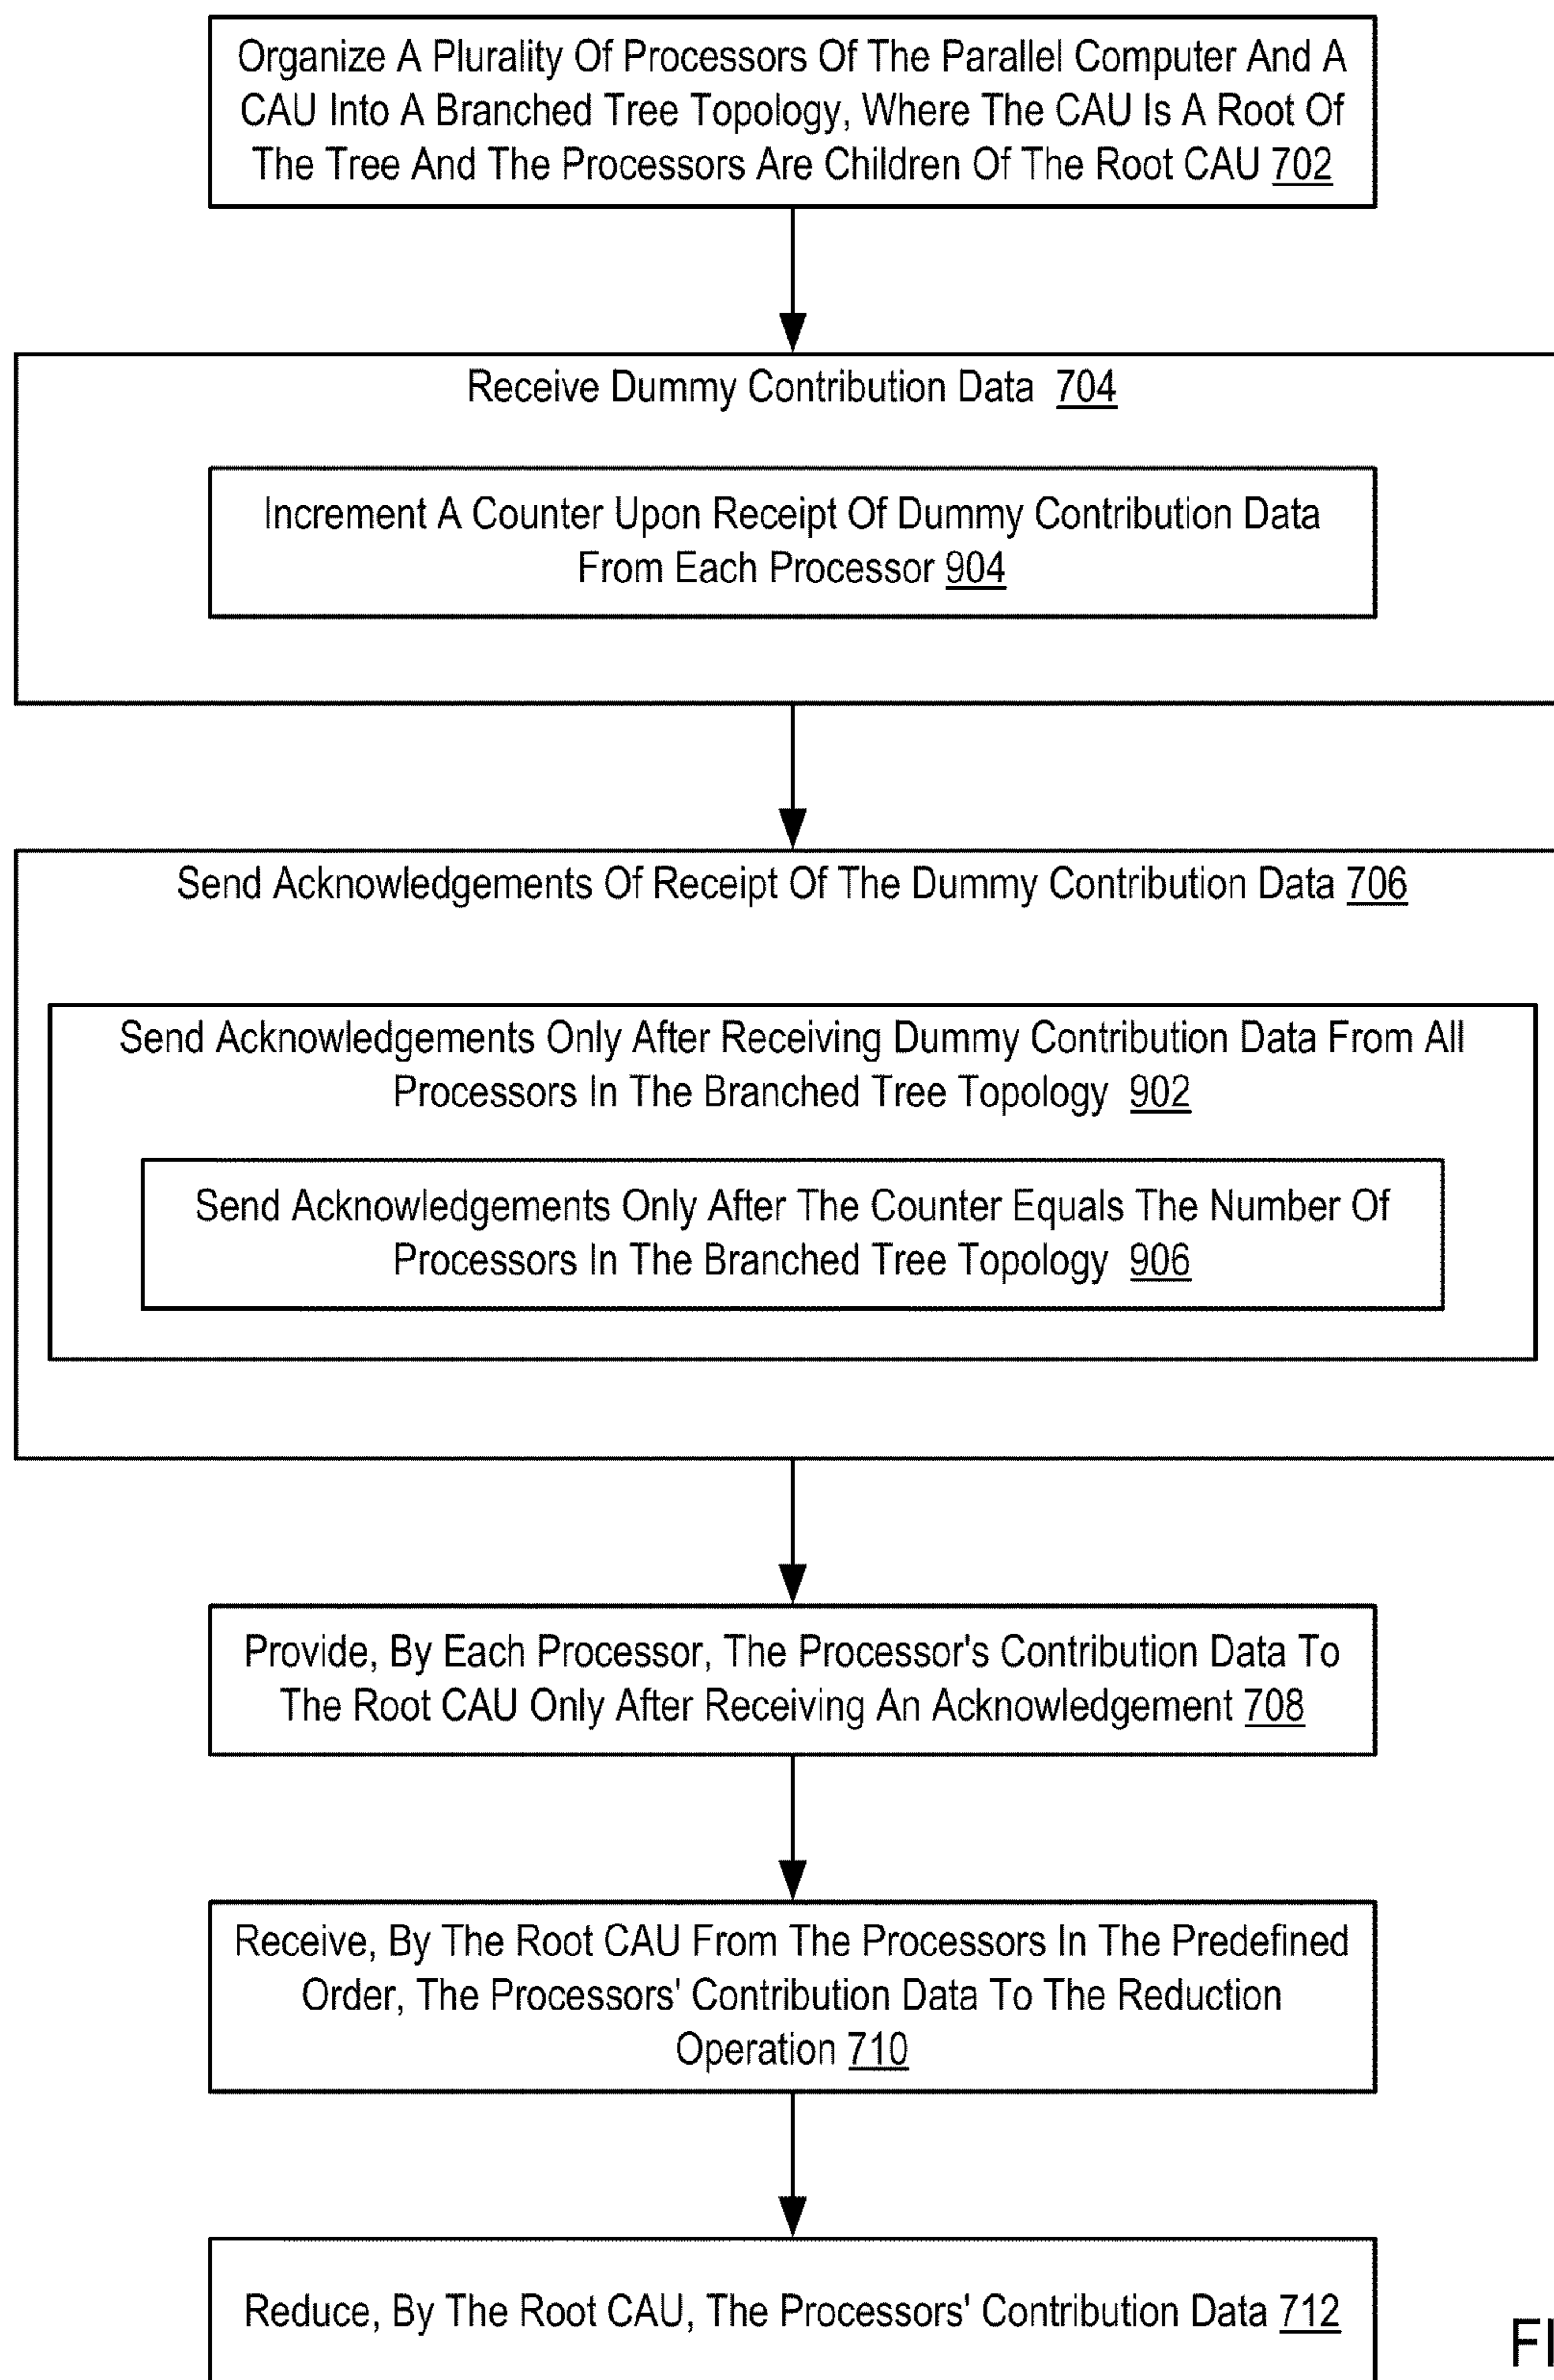 Organize A Plurality Of Processors Of The Parallel Computer And A
CAU Into A Branched Tree Topology, Where The CAU Is A Root Of
The Tree And The Processors Are Children Of The Root CAU 702
Receive Dummy Contribution Data 704
Increment A Counter Upon Receipt Of Dummy Contribution Data
From Each Processor 904
Send Acknowledgements Of Receipt Of The Dummy Contribution Data 706
Send Acknowledgements Only After Receiving Dummy Contribution Data From All
Processors In The Branched Tree Topology 902
Send Acknowledgements Only After The Counter Equals The Number Of
Processors In The Branched Tree Topology 906
Provide, By Each Processor, The Processor's Contribution Data To
The Root CAU Only After Receiving An Acknowledgement 708
Receive, By The Root CAU From The Processors In The Predefined
Order, The Processors' Contribution Data To The Reduction
Operation 710
Reduce, By The Root CAU, The Processors' Contribution Data 712